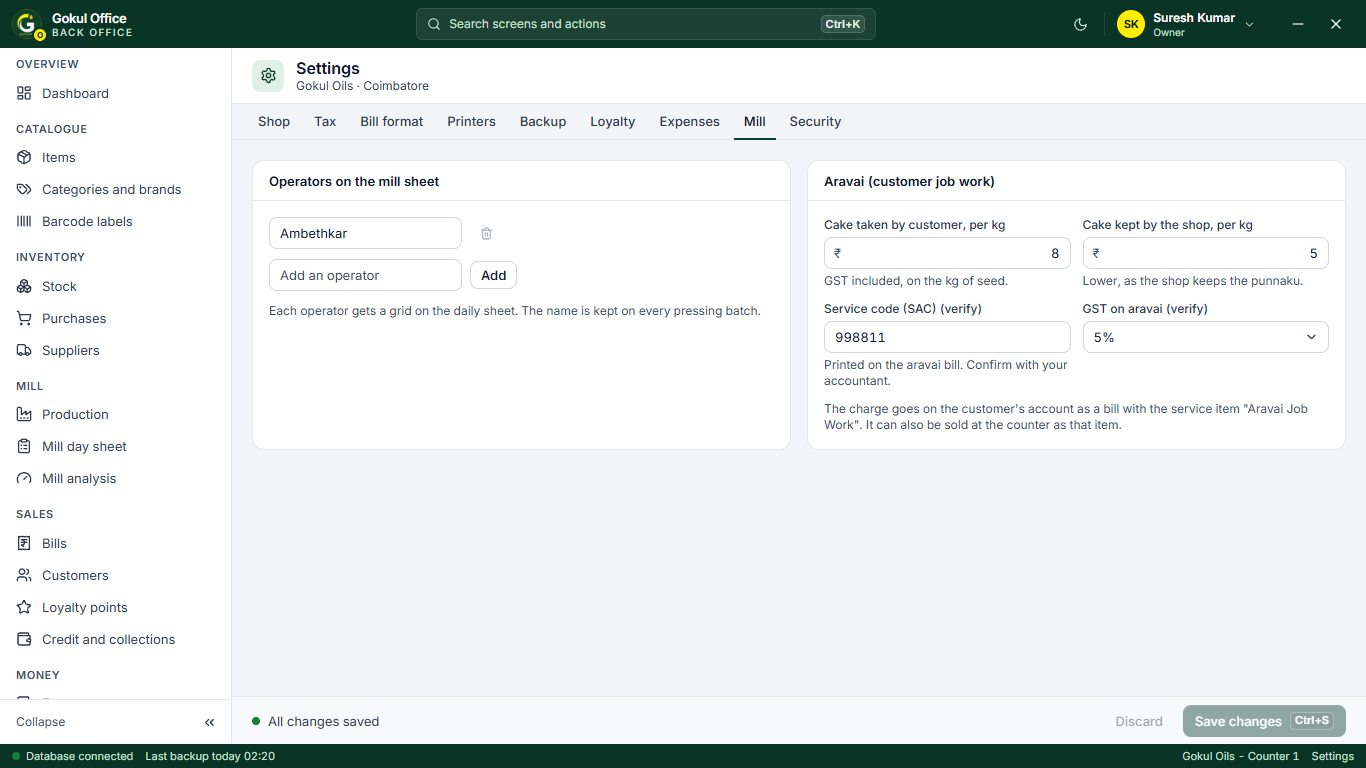 Gokul Office
BACK OFFICE
Search screens and actions
Ctrl+K
SK
Suresh Kumar
Owner
OVERVIEW
Dashboard
CATALOGUE
Items
Categories and brands
Barcode labels
INVENTORY
Stock
Purchases
Suppliers
MILL
Production
Mill day sheet
Mill analysis
SALES
Bills
Customers
Loyalty points
Credit and collections
MONEY
Collapse
Settings
Gokul Oils · Coimbatore
Shop Tax Bill format Printers Backup Loyalty Expenses Mill Security
Operators on the mill sheet
Ambethkar
Add an operator
Add
Each operator gets a grid on the daily sheet. The name is kept on every pressing batch.
Aravai (customer job work)
Cake taken by customer, per kg
₹ 8
GST included, on the kg of seed.
Cake kept by the shop, per kg
₹ 5
Lower, as the shop keeps the punnaku.
Service code (SAC) (verify)
998811
Printed on the aravai bill. Confirm with your
accountant.
GST on aravai (verify)
5%
The charge goes on the customer's account as a bill with the service item "Aravai Job
Work". It can also be sold at the counter as that item.
All changes saved
Discard
Save changes Ctrl+S
Database connected
Last backup today 02:20
Gokul Oils - Counter 1
Settings